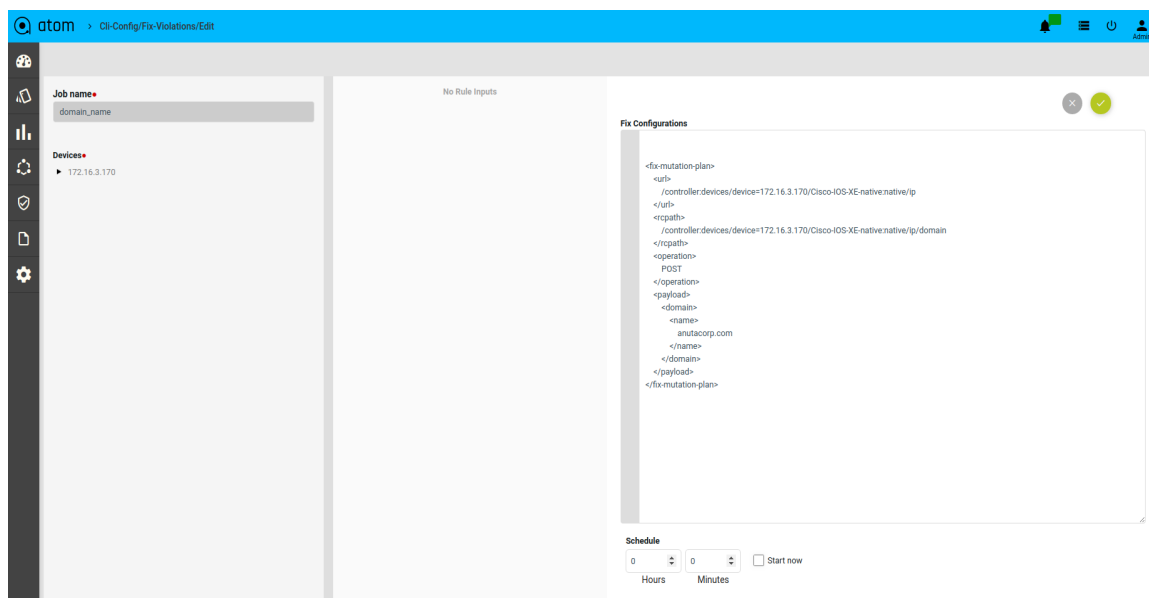 atom > Cli-Config/Fix-Violations/Edit
Admin
Job name
domain_name
Devices
172.16.3.170
No Rule Inputs
Fix Configurations
<fix-mutation-plan>
<url>
/controller:devices/device=172.16.3.170/Cisco-IOS-XE-native:native/ip
</url>
<rcpath>
/controller:devices/device=172.16.3.170/Cisco-IOS-XE-native:native/ip/domain
</rcpath>
<operation>
POST
</operation>
<payload>
<domain>
<name>
anutacorp.com
</name>
</domain>
</payload>
</fix-mutation-plan>
Schedule
0 0 Start now
Hours Minutes